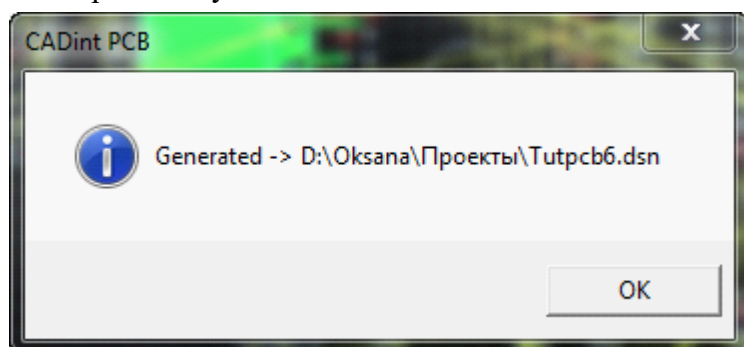 CADint PCB
Generated -> D:\Oksana\Проекты\Tutpcb6.dsn
OK